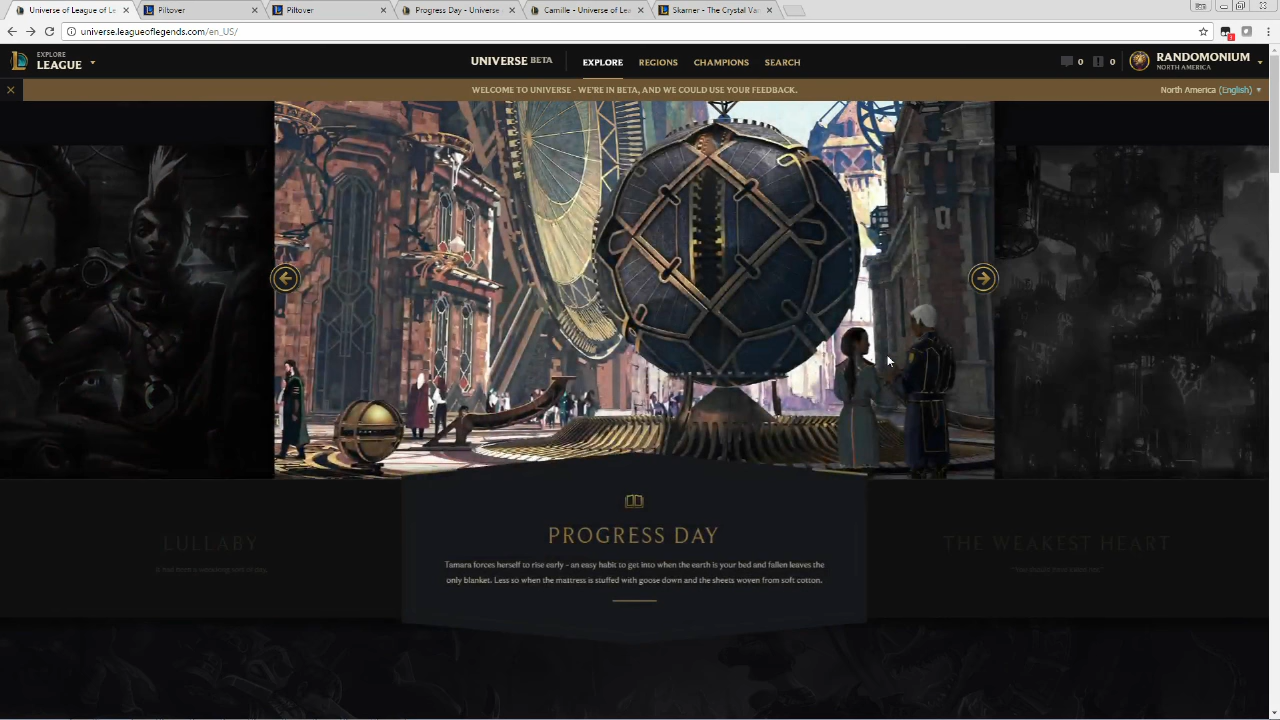 Universe of League of Le
Piltover
Piltover
Progress Day - Universe
Camille - Universe of Lea
Skarner - The Crystal Va
universe.leagueoflegends.com/en_US/
EXPLORE
LEAGUE
UNIVERSE BETA
EXPLORE REGIONS CHAMPIONS SEARCH
0 0
RANDOMONIUM
NORTH AMERICA
WELCOME TO UNIVERSE - WE'RE IN BETA, AND WE COULD USE YOUR FEEDBACK.
North America (English)
LULLABY
PROGRESS DAY
Tamara forces herself to rise early - an easy habit to get into when the earth is your bed and fallen leaves the
only blanket. Less so when the mattress is stuffed with goose down and the sheets woven from soft cotton.
THE WEAKEST HEART